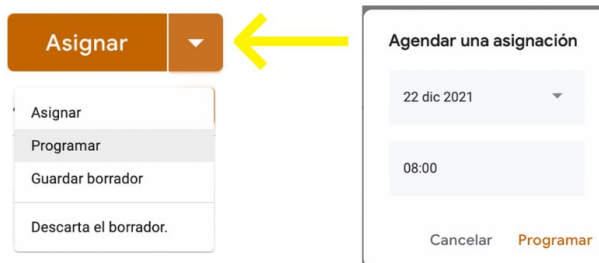 Asignar
Asignar
Programar
Guardar borrador
Descarta el borrador.
Agendar una asignación
22 dic 2021
08:00
Cancelar Programar